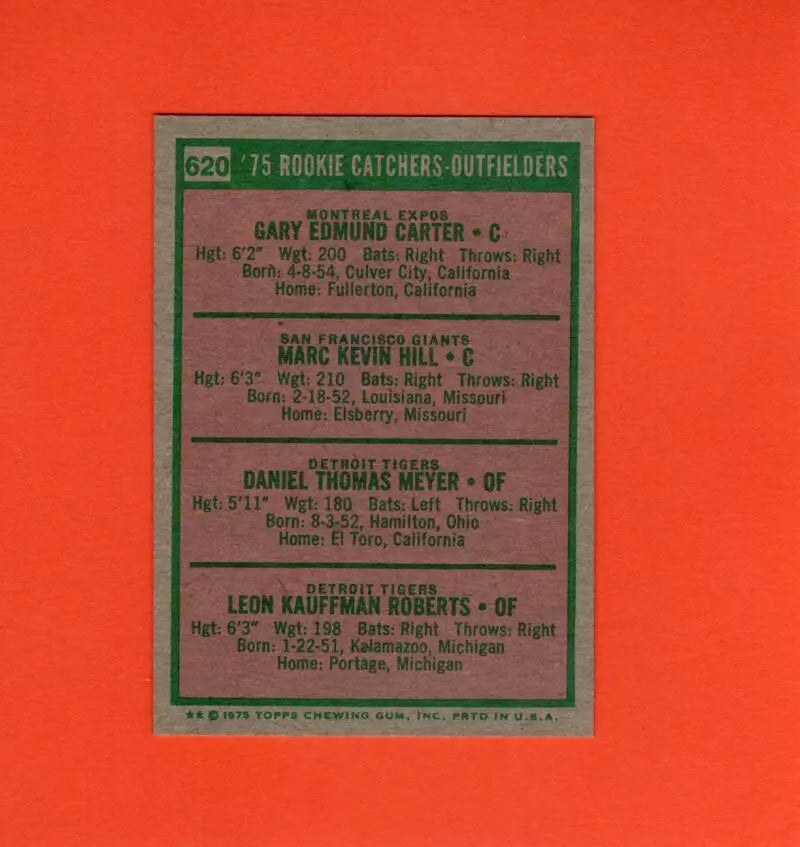 620 '75 ROOKIE CATCHERS-OUTFIELDERS
MONTREAL EXPOS
GARY EDMUND CARTER • C
Hgt: 6'2" Wgt: 200 Bats: Right Throws: Right
Born: 4-8-54, Culver City, California
Home: Fullerton, California
SAN FRANCISCO GIANTS
MARC KEVIN HILL • C
Hgt: 6'3" Wgt: 210 Bats: Right Throws: Right
Born: 2-18-52, Louisiana, Missouri
Home: Elsberry, Missouri
DETROIT TIGERS
DANIEL THOMAS MEYER • OF
Hgt: 5'11" Wgt: 180 Bats: Left Throws: Right
Born: 8-3-52, Hamilton, Ohio
Home: El Toro, California
DETROIT TIGERS
LEON KAUFFMAN ROBERTS • OF
Hgt: 6'3" Wgt: 198 Bats: Right Throws: Right
Born: 1-22-51, Kalamazoo, Michigan
Home: Portage, Michigan
★★ © 1975 TOPPS CHEWING GUM, INC. PRTD IN U.S.A.